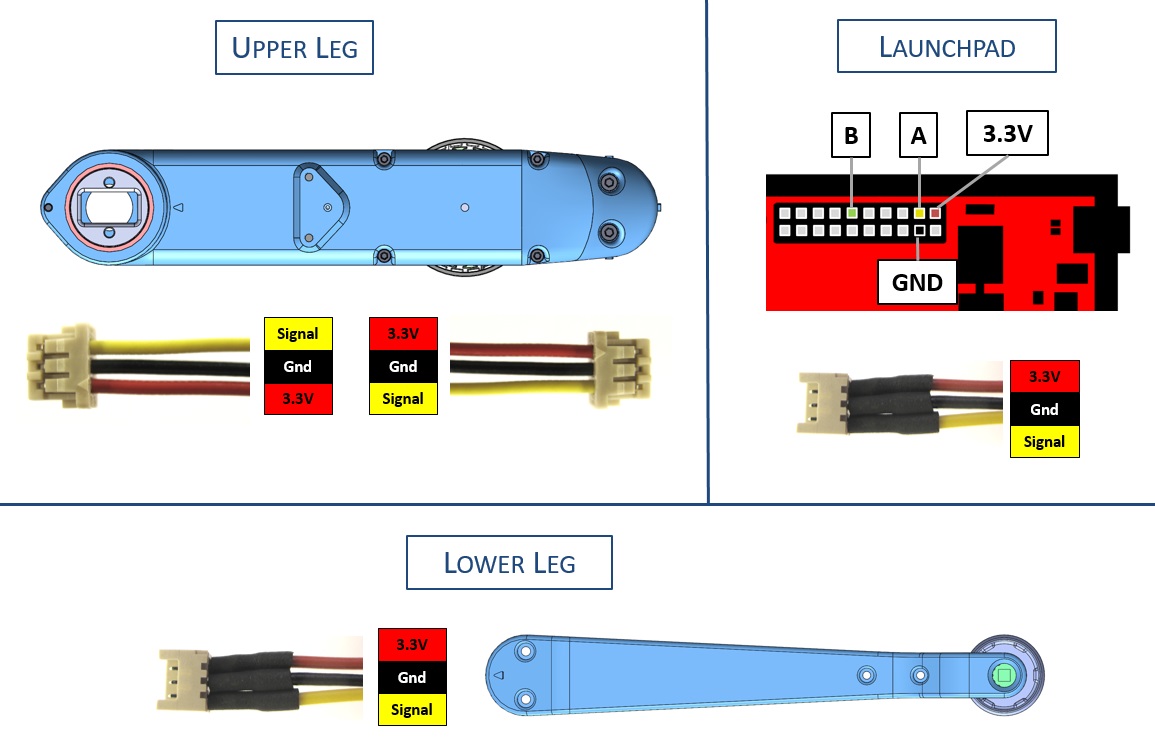 UPPER LEG
LAUNCHPAD
B
A
3.3V
GND
Signal
Gnd
3.3V
3.3V
Gnd
Signal
3.3V
Gnd
Signal
LOWER LEG
3.3V
Gnd
Signal